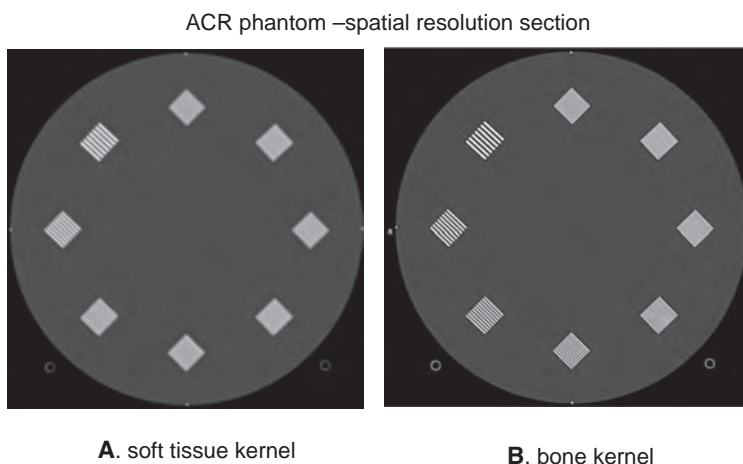 ACR phantom –spatial resolution section
A. soft tissue kernel
B. bone kernel